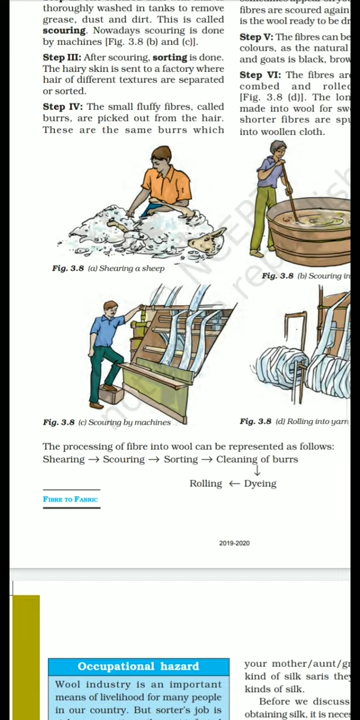 thoroughly washed in tanks to remove
grease, dust and dirt. This is called
scouring. Nowadays scouring is done
by machines [Fig. 3.8 (b) and (c)].
Step III: After scouring, sorting is done.
The hairy skin is sent to a factory where
hair of different textures are separated
or sorted.
Step IV: The small fluffy fibres, called
burrs, are picked out from the hair.
These are the same burrs which
fibres are scoured again
is the wool ready to be dr
Step V: The fibres can be
colours, as the natural
and goats is black, brow
Step VI: The fibres are
combed and rolled
[Fig. 3.8 (d)]. The lon
made into wool for sw
shorter fibres are spu
into woollen cloth.
Fig. 3.8 (a) Shearing a sheep
Fig. 3.8 (b) Scouring in
Fig. 3.8 (c) Scouring by machines
Fig. 3.8 (d) Rolling into yarn
The processing of fibre into wool can be represented as follows:
Shearing → Scouring → Sorting → Cleaning of burrs
↓
Rolling ← Dyeing
FIBRE TO FABRIC
2019-2020
Occupational hazard
Wool industry is an important
means of livelihood for many people
in our country. But sorter's job is
your mother/aunt/gr
kind of silk saris they
kinds of silk.
Before we discuss
obtaining silk, it is nece